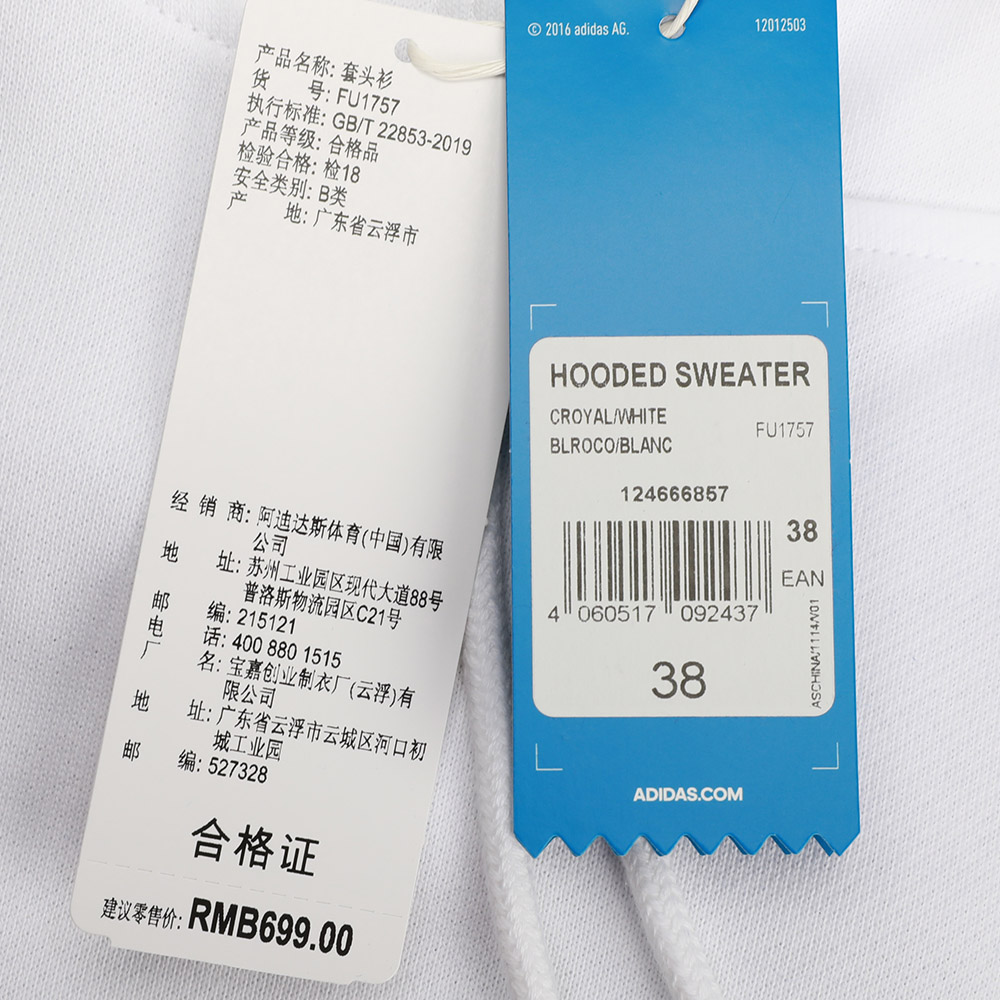 产品名称: 套头衫
货 号: FU1757
执行标准: GB/T 22853-2019
产品等级: 合格品
检验合格: 检18
安全类别: B类
产 地: 广东省云浮市
经 销 商: 阿迪达斯体育(中国)有限
公司
地 址: 苏州工业园区现代大道88号
普洛斯物流园区C21号
邮 编: 215121
电 话: 400 880 1515
厂 名: 宝嘉创业制衣厂(云浮)有
限公司
地 址: 广东省云浮市云城区河口初
城工业园
邮 编: 527328
合格证
建议零售价: RMB699.00
© 2016 adidas AG. 12012503
HOODED SWEATER
CROYAL/WHITE
BLROCO/BLANC FU1757
124666857
38
EAN
4 060517 092437
38
ASCHINA/1114/V01
ADIDAS.COM